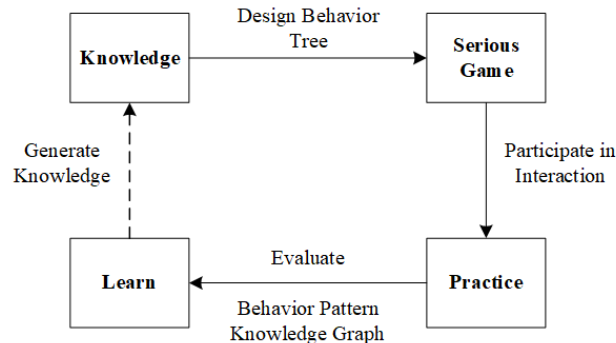 Design Behavior
Tree
Knowledge
Serious
Game
Generate
Knowledge
Participate in
Interaction
Evaluate
Learn
Practice
Behavior Pattern
Knowledge Graph